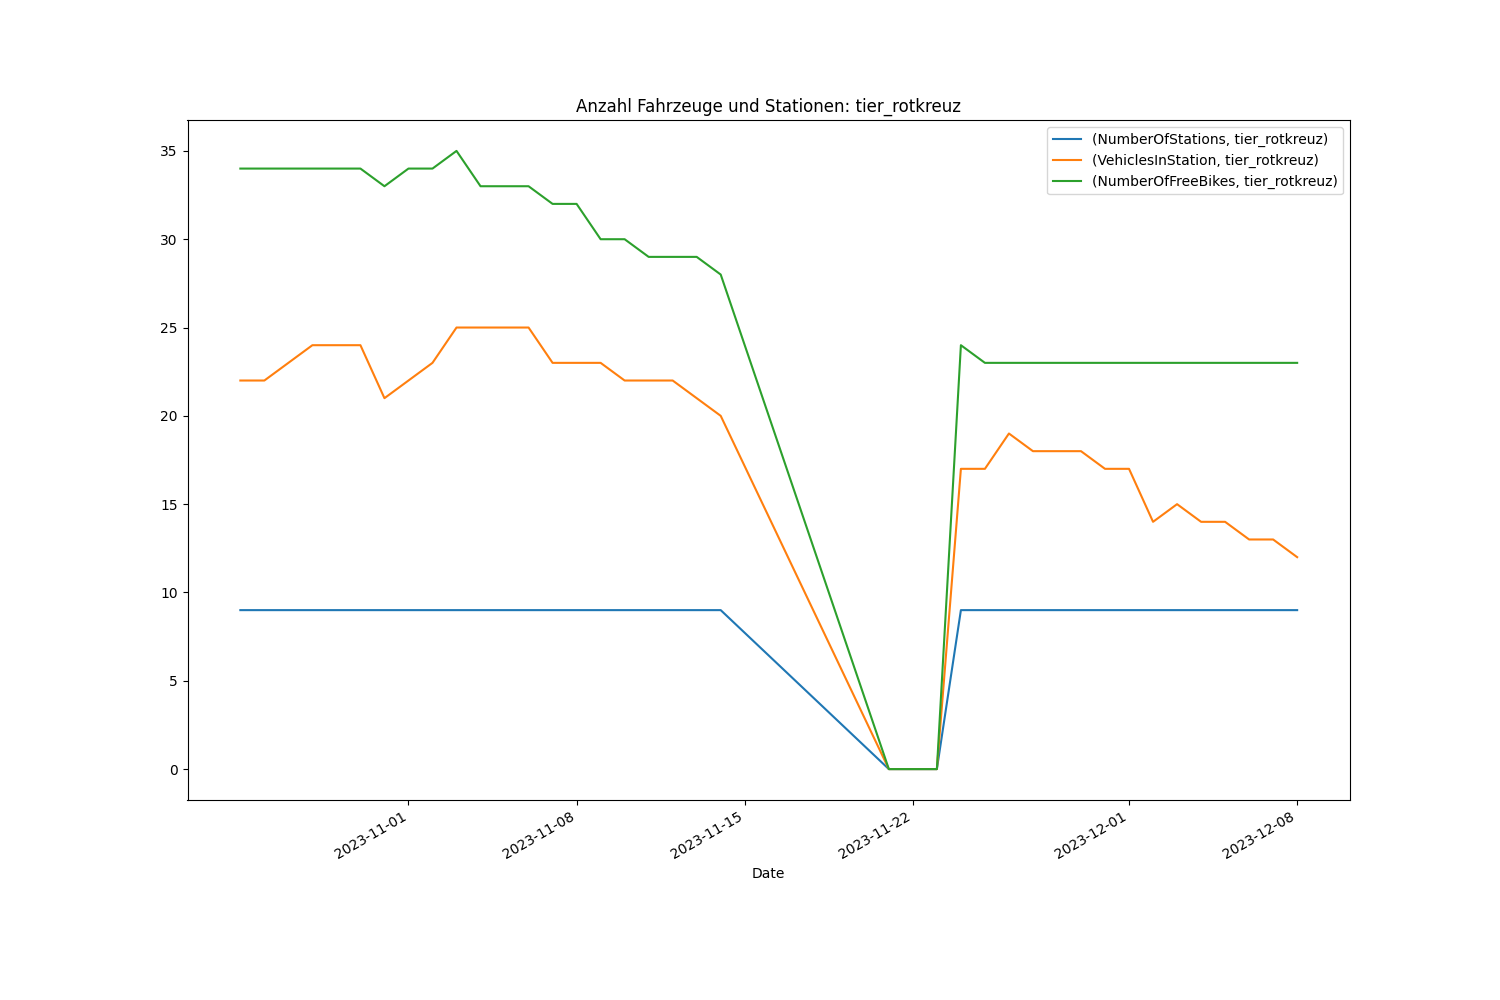 Anzahl Fahrzeuge und Stationen: tier_rotkreuz
(NumberOfStations, tier_rotkreuz)
(VehiclesInStation, tier_rotkreuz)
(NumberOfFreeBikes, tier_rotkreuz)
35
30
25
20
15
10
5
0
2023-11-01
2023-11-08
2023-11-15
2023-11-22
2023-12-01
2023-12-08
Date